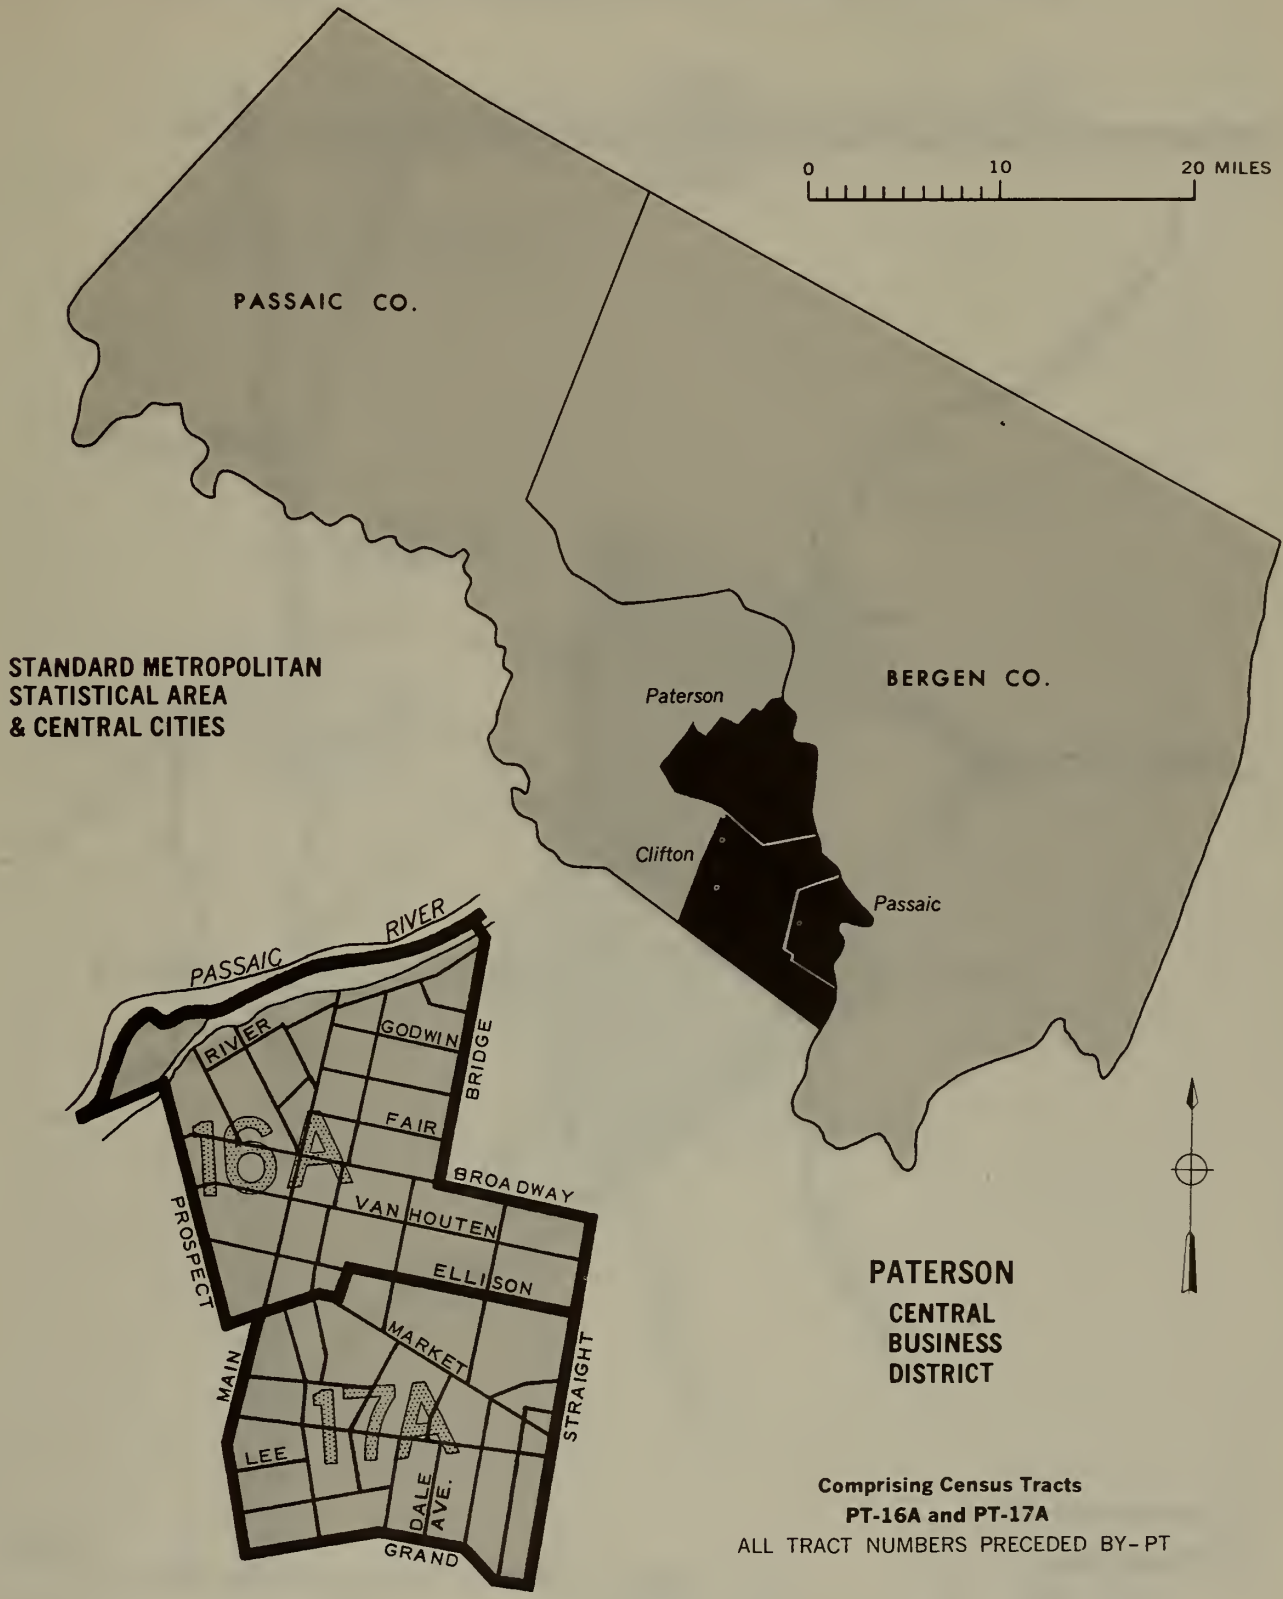 0 10 20 MILES
PASSAIC CO.
STANDARD METROPOLITAN
STATISTICAL AREA
& CENTRAL CITIES
BERGEN CO.
Paterson
Clifton
Passaic
PASSAIC RIVER
RIVER
GODWIN
BRIDGE
FAIR
16A
BROADWAY
PROSPECT
VAN HOUTEN
ELLISON
MARKET
MAIN
STRAIGHT
17A
LEE
DALE
AVE.
GRAND
PATERSON
CENTRAL
BUSINESS
DISTRICT
Comprising Census Tracts
PT-16A and PT-17A
ALL TRACT NUMBERS PRECEDED BY-PT